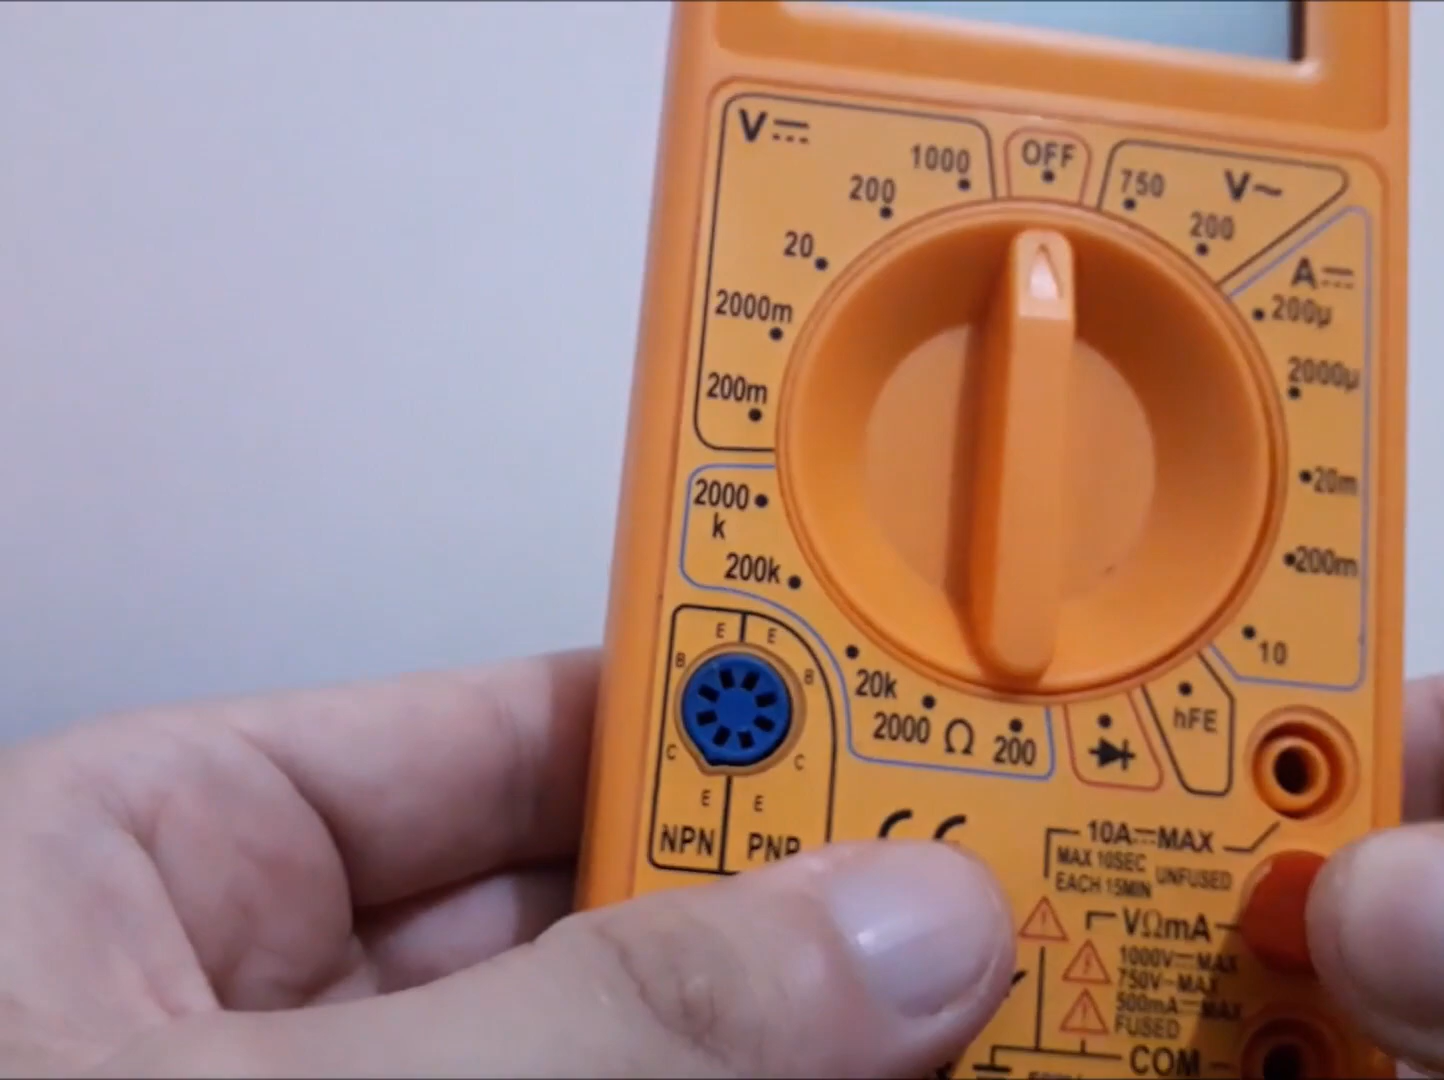 V
1000
OFF
750
V~
200
200
20
A
2000m
200µ
200m
2000µ
2000
k
20m
200k
200m
E
E
B
B
10
20k
hFE
2000
Ω
200
C
C
E
E
NPN
PNP
10A MAX
MAX 10SEC
EACH 15MIN
UNFUSED
VΩmA
1000V MAX
750V~MAX
500mA MAX
FUSED
COM